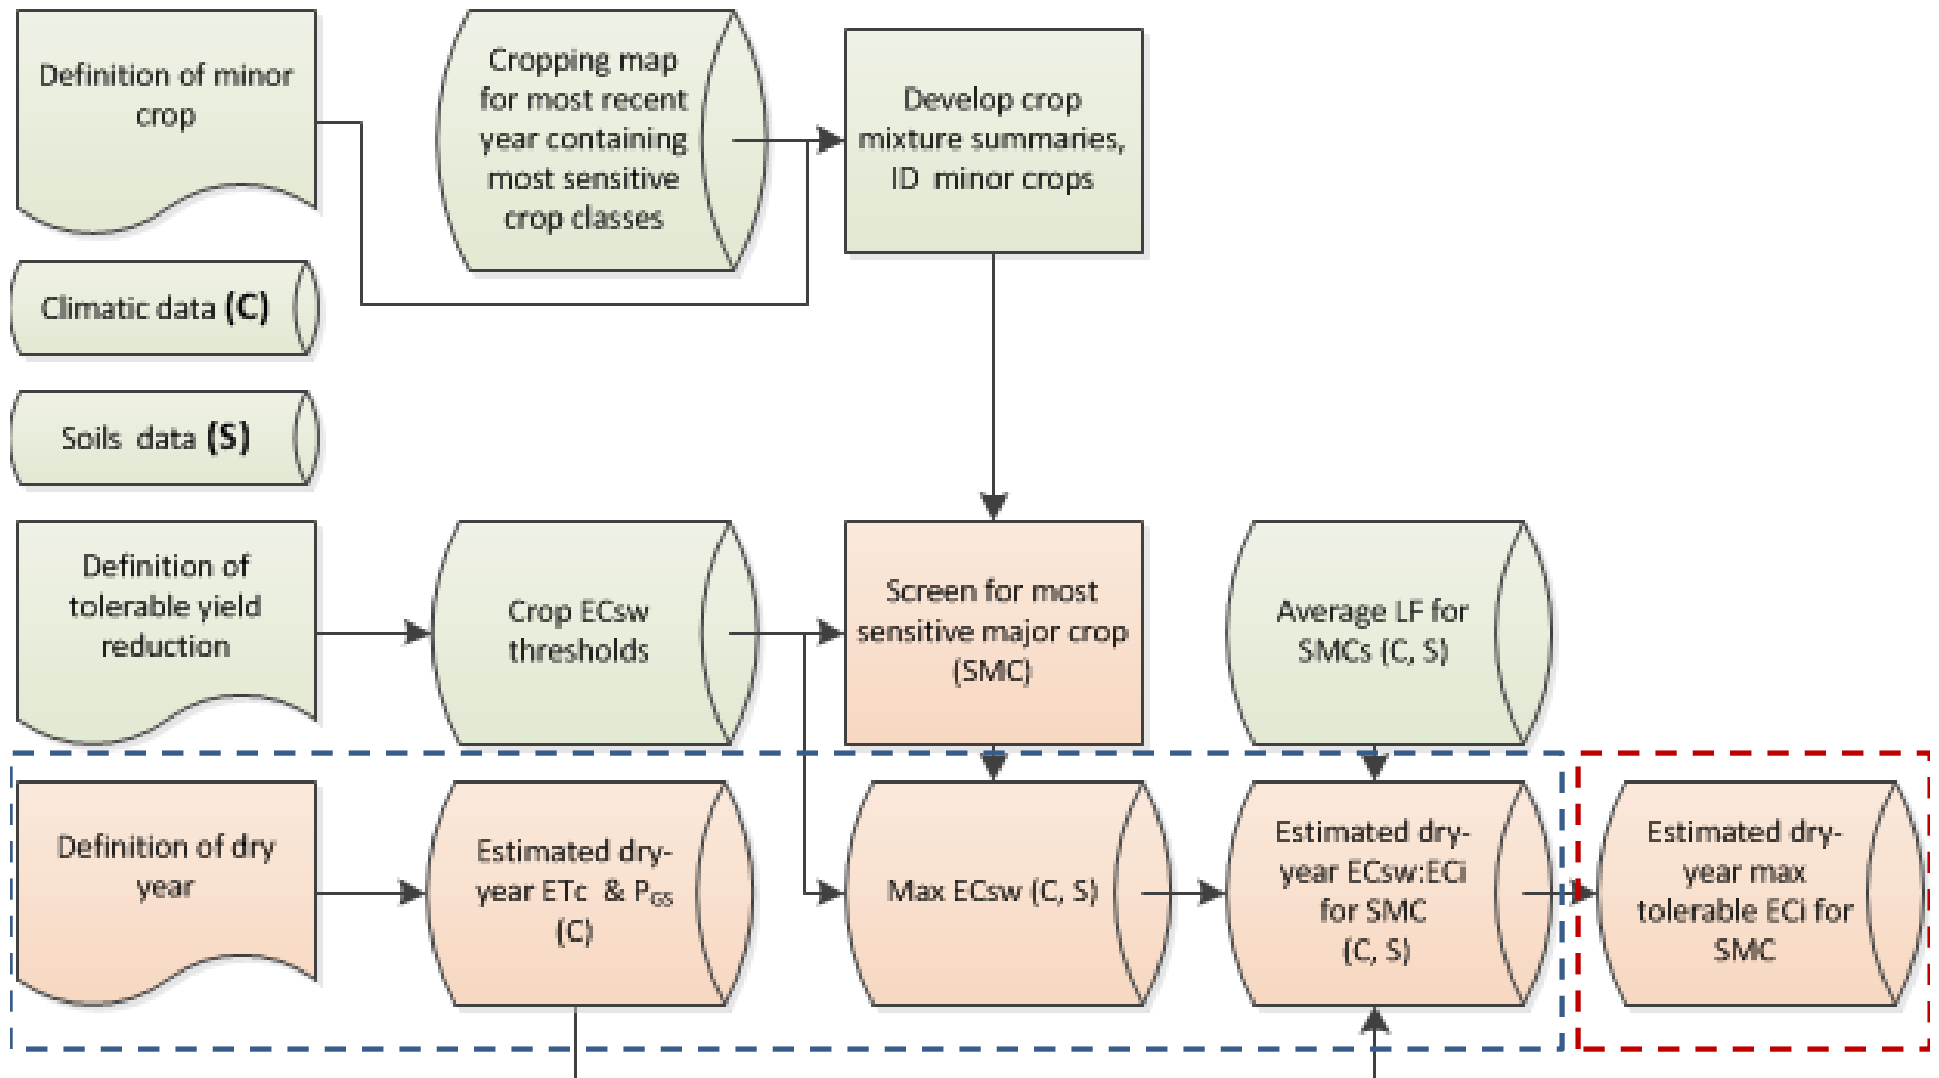 Definition of minor
crop
Cropping map
for most recent
year containing
most sensitive
crop classes
Develop crop
mixture summaries,
ID minor crops
Climatic data (C)
Soils data (S)
Definition of
tolerable yield
reduction
Crop ECsw
thresholds
Screen for most
sensitive major crop
(SMC)
Average LF for
SMCs (C, S)
Definition of dry
year
Estimated dry-
year ETc & PGS
(C)
Max ECsw (C, S)
Estimated dry-
year ECsw:ECi
for SMC
(C, S)
Estimated dry-
year max
tolerable ECi for
SMC